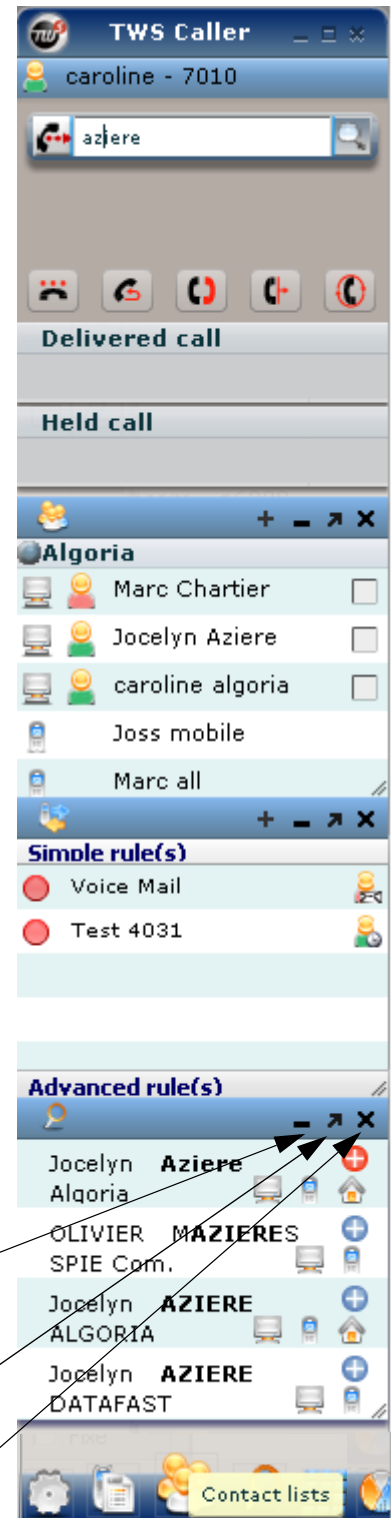 TWS Caller
caroline - 7010
aziere
Delivered call
Held call
Algoria
Marc Chartier
Jocelyn Aziere
caroline algoria
Joss mobile
Marc all
Simple rule(s)
Voice Mail
Test 4031
Advanced rule(s)
Jocelyn Aziere
Algoria
OLIVIER MAZIERES
SPIE Com.
Jocelyn AZIERE
ALGORIA
Jocelyn AZIERE
DATAFAST
Contact lists